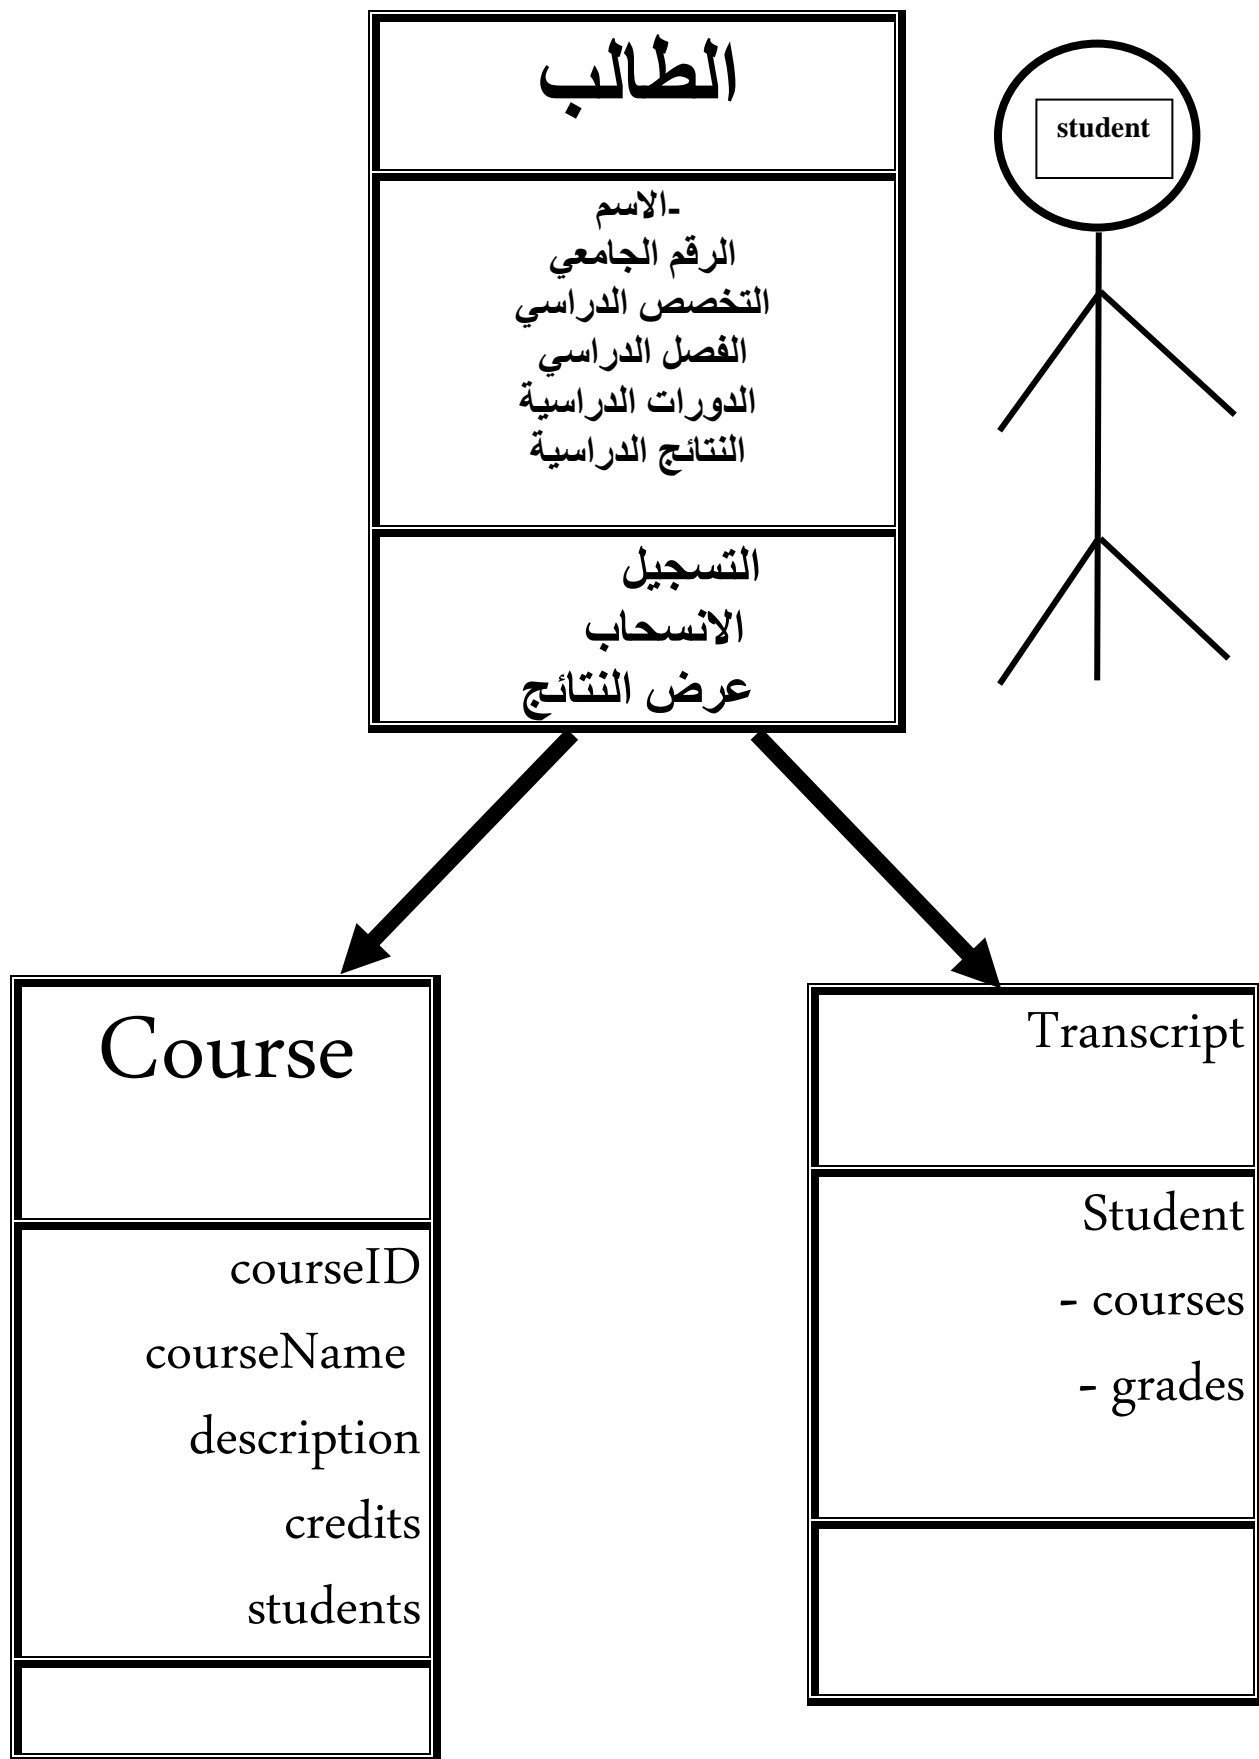 الطالب
student
-الاسم
الرقم الجامعي
التخصص الدراسي
الفصل الدراسي
الدورات الدراسية
النتائج الدراسية
التسجيل
الانسحاب
عرض النتائج
Course
courseID
courseName
description
credits
students
Transcript
Student
- courses
- grades